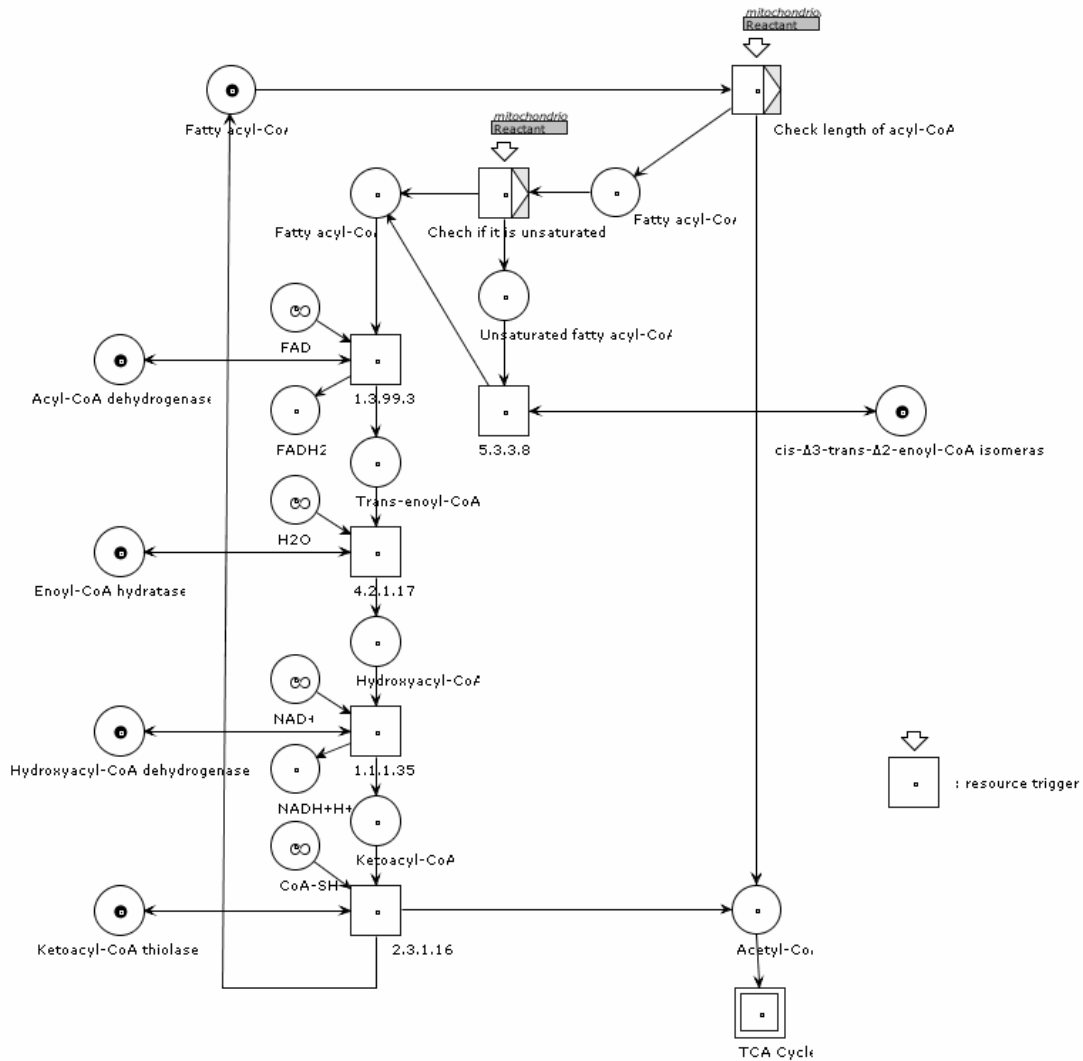 mitochondrio
Reactant
Fatty acyl-Co
Check length of acyl-CoA
mitochondrio
Reactant
Fatty acyl-Co
Chech if it is unsaturated
Fatty acyl-Co
Unsaturated fatty acyl-CoA
FAD
Acyl-CoA dehydrogenase
1.3.99.3
FADH2
5.3.3.8
cis-Δ3-trans-Δ2-enoyl-CoA isomeras
Trans-enoyl-CoA
H2O
Enoyl-CoA hydratase
4.2.1.17
Hydroxyacyl-CoA
NAD+
Hydroxyacyl-CoA dehydrogenase
1.1.1.35
: resource trigger
NADH+H+
Ketoacyl-CoA
CoA-SH
Ketoacyl-CoA thiolase
2.3.1.16
Acetyl-Co
TCA Cycle